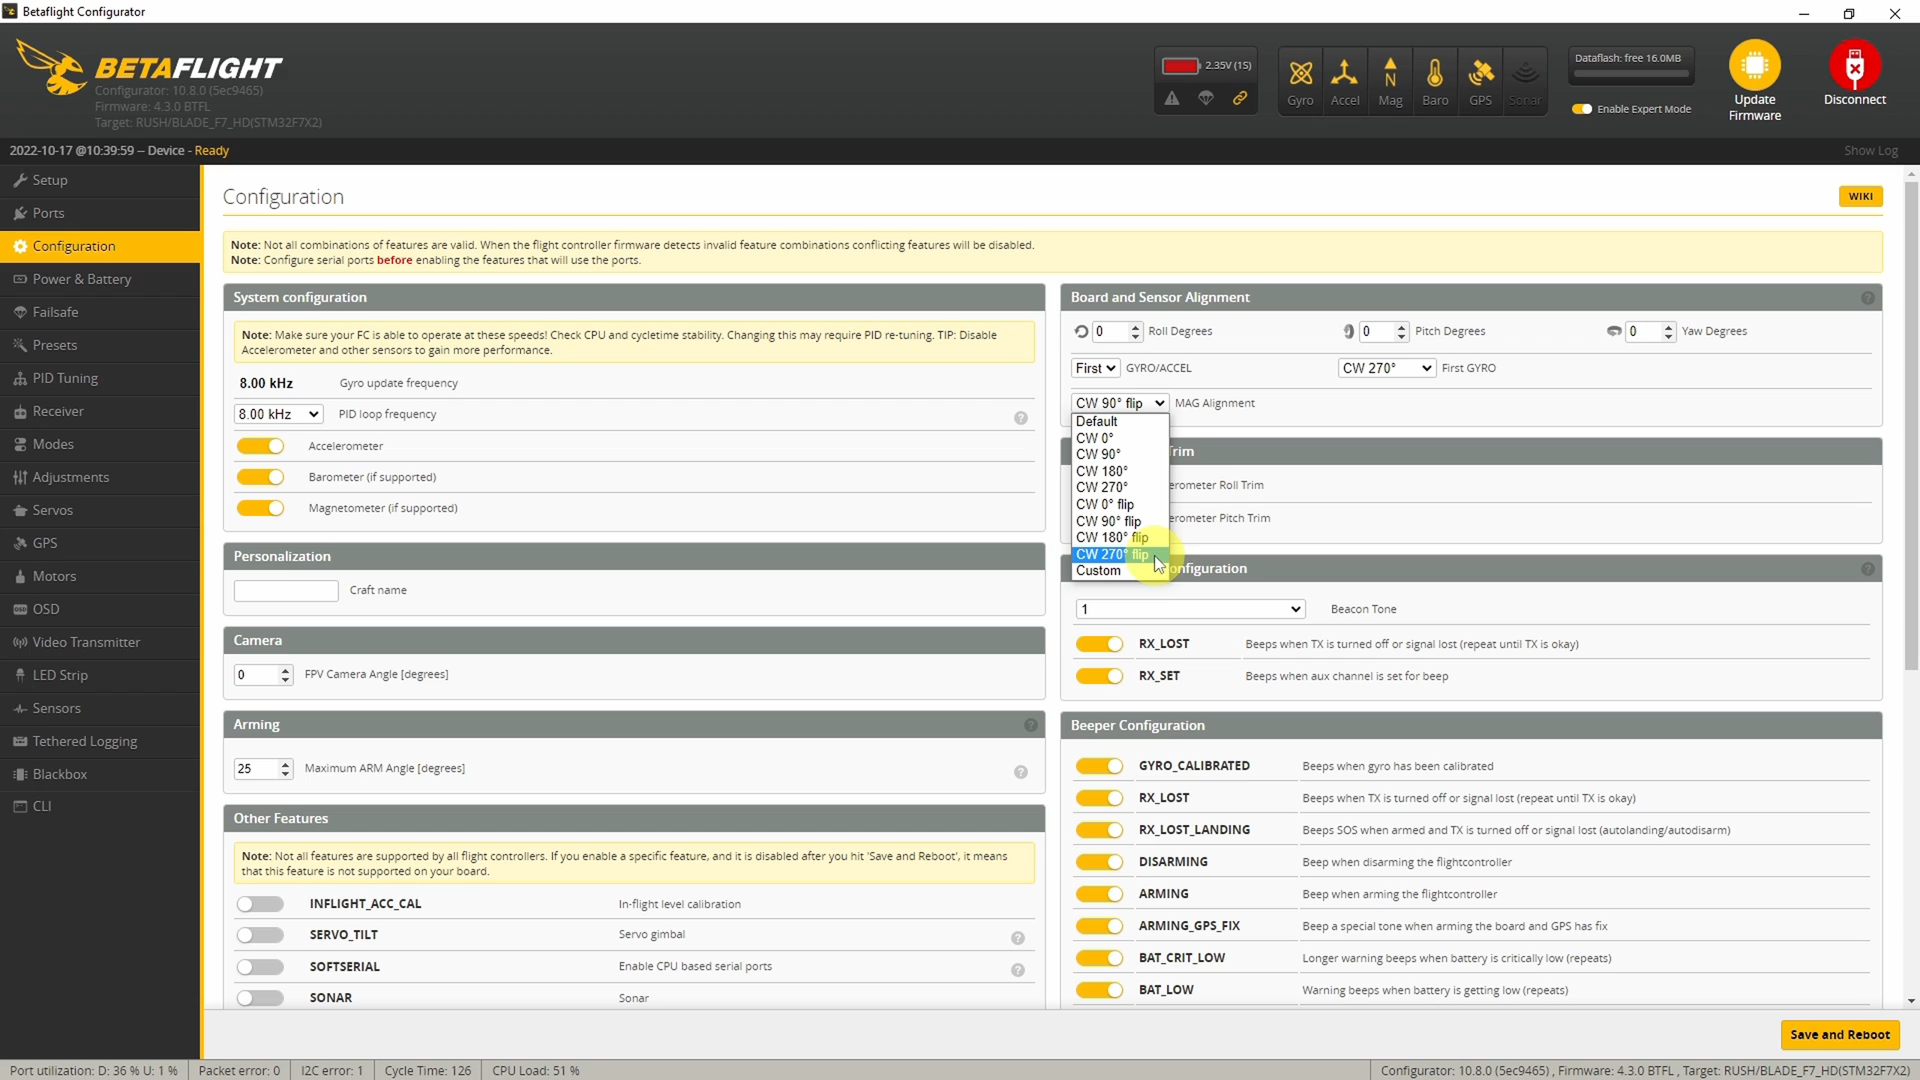 Betaflight Configurator
BETAFLIGHT
Configurator: 10.8.0 (5ec9465)
Firmware: 4.3.0 BTFL
Target: RUSH/BLADE_F7_HD(STM32F7X2)
2.35V (1S)
Gyro
Accel
Mag
Baro
GPS
Sonar
Dataflash: free 16.0MB
Enable Expert Mode
Update
Firmware
Disconnect
2022-10-17 @10:39:59 -- Device - Ready
Show Log
Setup
Ports
Configuration
Power & Battery
Failsafe
Presets
PID Tuning
Receiver
Modes
Adjustments
Servos
GPS
Motors
OSD
Video Transmitter
LED Strip
Sensors
Tethered Logging
Blackbox
CLI
Configuration
WIKI
Note: Not all combinations of features are valid. When the flight controller firmware detects invalid feature combinations conflicting features will be disabled.
Note: Configure serial ports before enabling the features that will use the ports.
System configuration
Note: Make sure your FC is able to operate at these speeds! Check CPU and cycletime stability. Changing this may require PID re-tuning. TIP: Disable
Accelerometer and other sensors to gain more performance.
8.00 kHz Gyro update frequency
8.00 kHz PID loop frequency
Accelerometer
Barometer (if supported)
Magnetometer (if supported)
Personalization
Craft name
Camera
0 FPV Camera Angle [degrees]
Arming
25 Maximum ARM Angle [degrees]
Other Features
Note: Not all features are supported by all flight controllers. If you enable a specific feature, and it is disabled after you hit 'Save and Reboot', it means
that this feature is not supported on your board.
INFLIGHT_ACC_CAL In-flight level calibration
SERVO_TILT Servo gimbal
SOFTSERIAL Enable CPU based serial ports
SONAR Sonar
Board and Sensor Alignment
0 Roll Degrees 0 Pitch Degrees 0 Yaw Degrees
First GYRO/ACCEL CW 270° First GYRO
CW 90° flip MAG Alignment
Default
CW 0°
CW 90°
CW 180°
CW 270°
CW 0° flip
CW 90° flip
CW 180° flip
CW 270° flip
Custom
rim
erometer Roll Trim
erometer Pitch Trim
onfiguration
1 Beacon Tone
RX_LOST Beeps when TX is turned off or signal lost (repeat until TX is okay)
RX_SET Beeps when aux channel is set for beep
Beeper Configuration
GYRO_CALIBRATED Beeps when gyro has been calibrated
RX_LOST Beeps when TX is turned off or signal lost (repeat until TX is okay)
RX_LOST_LANDING Beeps SOS when armed and TX is turned off or signal lost (autolanding/autodisarm)
DISARMING Beep when disarming the flightcontroller
ARMING Beep when arming the flightcontroller
ARMING_GPS_FIX Beep a special tone when arming the board and GPS has fix
BAT_CRIT_LOW Longer warning beeps when battery is critically low (repeats)
BAT_LOW Warning beeps when battery is getting low (repeats)
Save and Reboot
Port utilization: D: 36 % U: 1 % Packet error: 0 I2C error: 1 Cycle Time: 126 CPU Load: 51 %
Configurator: 10.8.0 (5ec9465) , Firmware: 4.3.0 BTFL , Target: RUSH/BLADE_F7_HD(STM32F7X2)